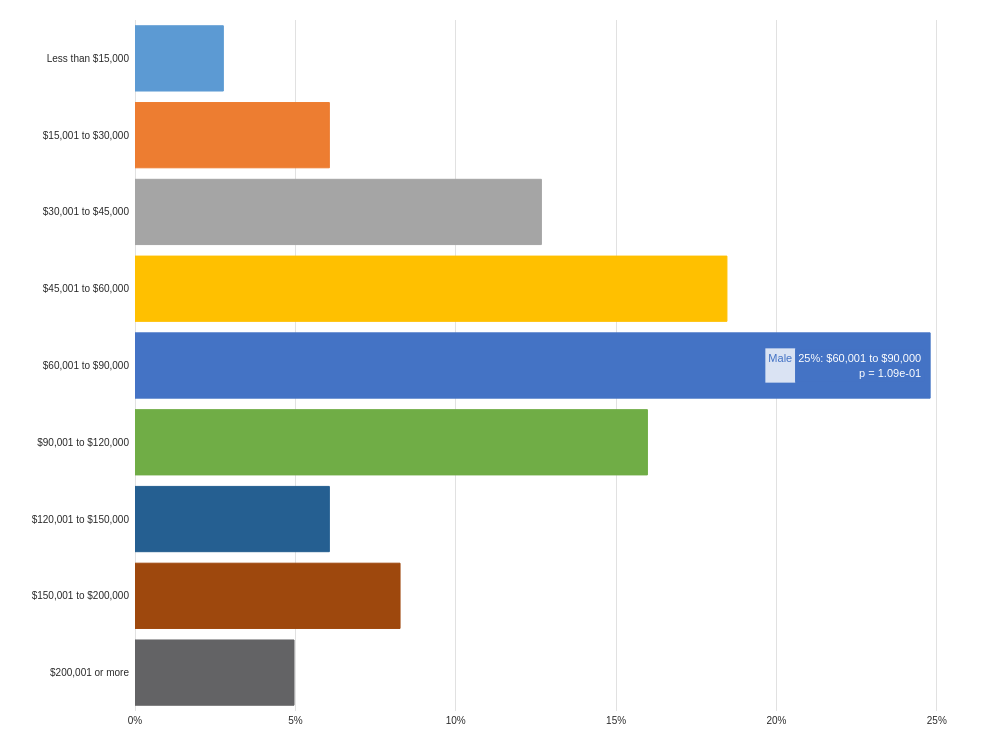 Less than $15,000
$15,001 to $30,000
$30,001 to $45,000
$45,001 to $60,000
$60,001 to $90,000
Male 25%: $60,001 to $90,000
p = 1.09e-01
$90,001 to $120,000
$120,001 to $150,000
$150,001 to $200,000
$200,001 or more
0% 5% 10% 15% 20% 25%